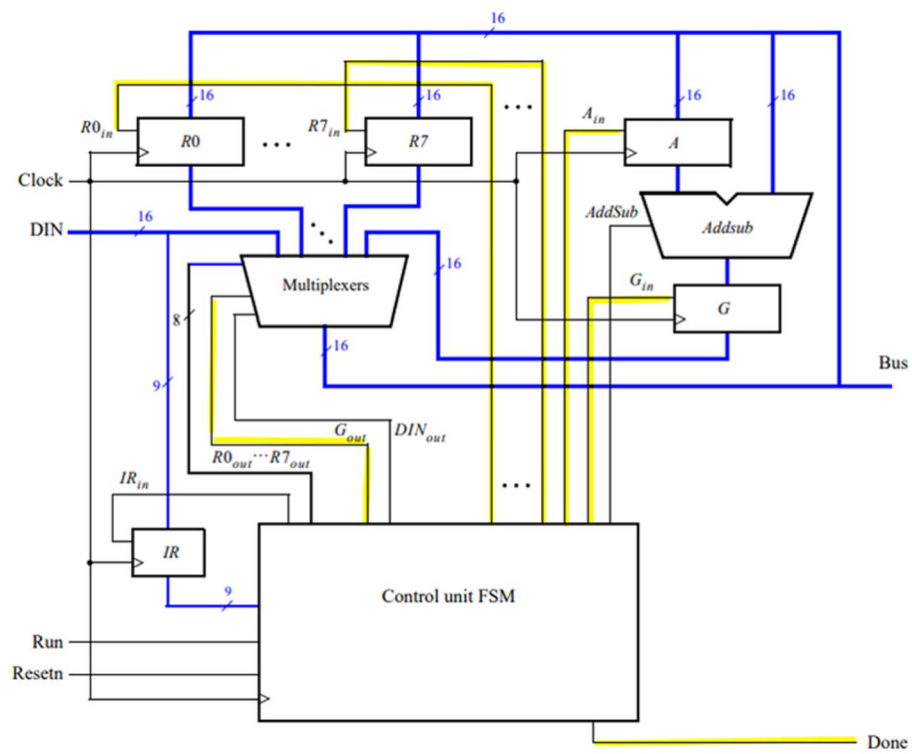 16
16
16
16
16
R0in
R0
...
R7in
R7
...
Ain
A
Clock
DIN
16
AddSub
Addsub
Multiplexers
16
Gin
G
8
16
Bus
9
Gout
DINout
R0out...R7out
IRin
...
IR
Control unit FSM
9
Run
Resetn
Done